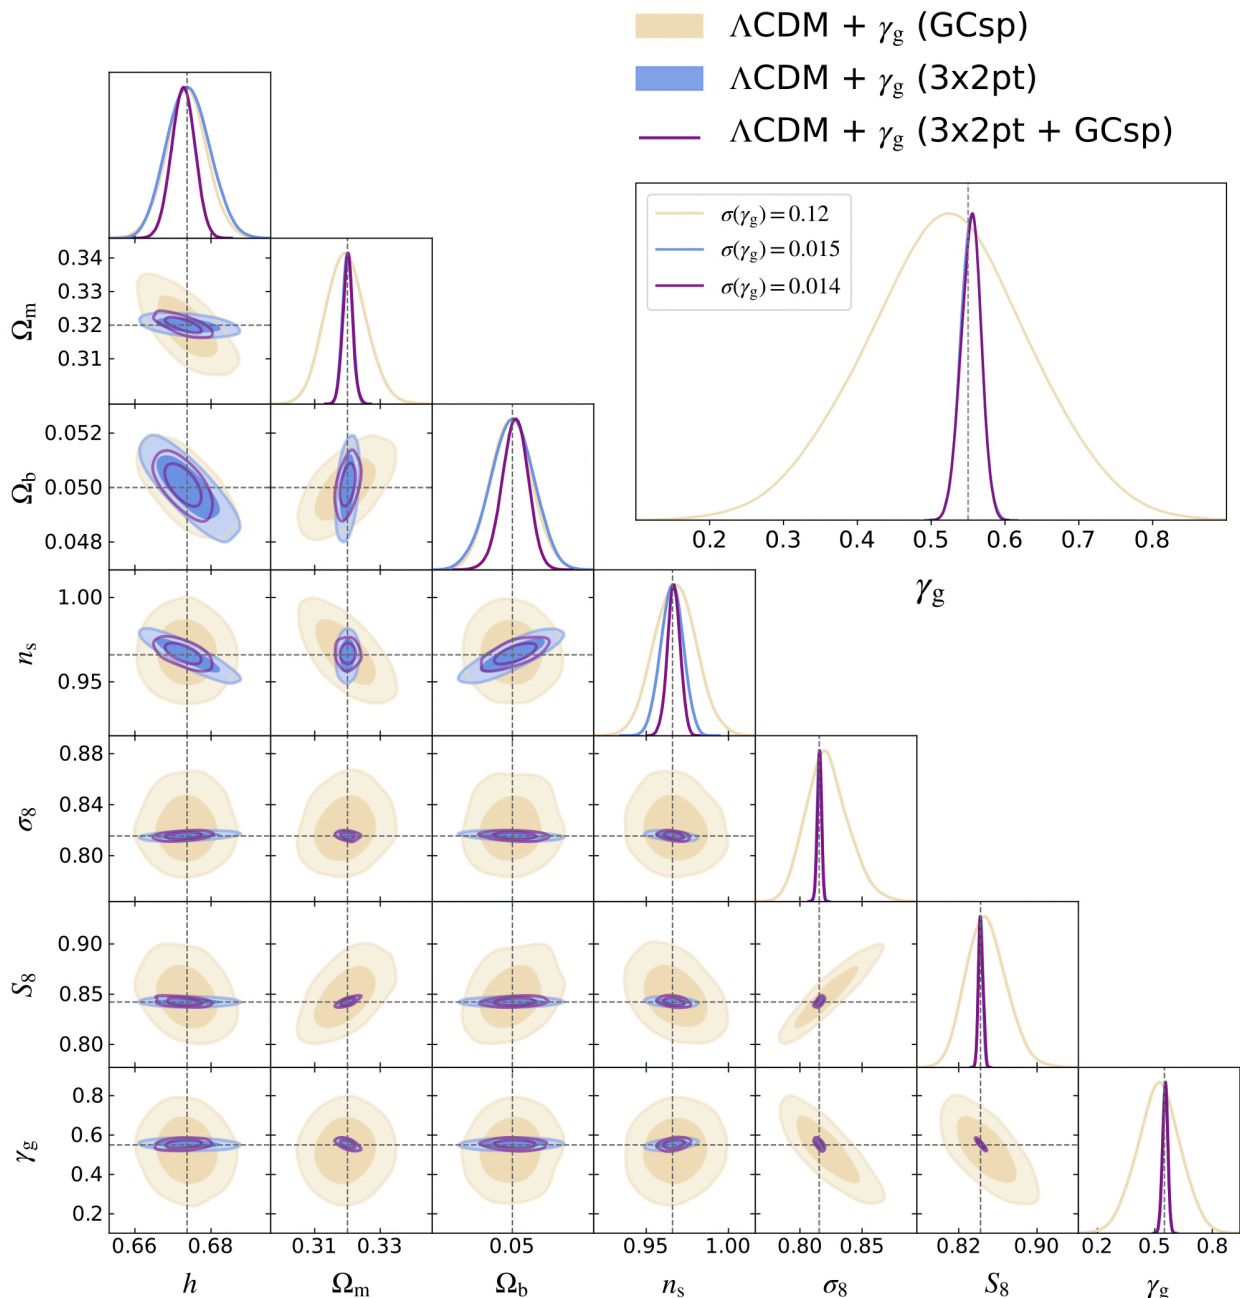 ΛCDM + γg (GCsp)
ΛCDM + γg (3x2pt)
ΛCDM + γg (3x2pt + GCsp)
σ(γg) = 0.12
σ(γg) = 0.015
σ(γg) = 0.014
0.2 0.3 0.4 0.5 0.6 0.7 0.8
γg
0.34
0.33
0.32
0.31
Ωm
0.052
0.050
0.048
Ωb
1.00
0.95
ns
0.88
0.84
0.80
σ8
0.90
0.85
0.80
S8
0.8
0.6
0.4
0.2
γg
0.66 0.68 0.31 0.33 0.05 0.95 1.00 0.80 0.85 0.82 0.90 0.2 0.5 0.8
h Ωm Ωb ns σ8 S8 γg